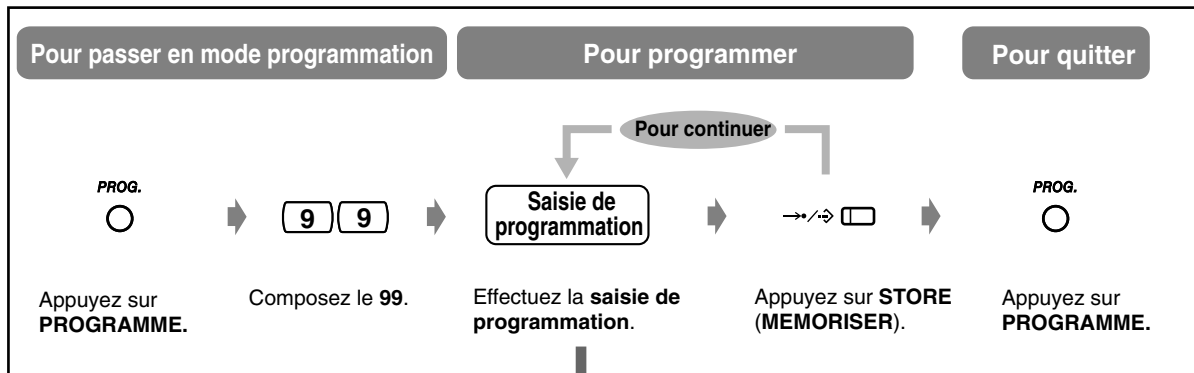 Pour passer en mode programmation
Pour programmer
Pour quitter
Pour continuer
PROG.
9 9
Saisie de
programmation
PROG.
Appuyez sur
PROGRAMME.
Composez le 99.
Effectuez la saisie de
programmation.
Appuyez sur STORE
(MEMORISER).
Appuyez sur
PROGRAMME.